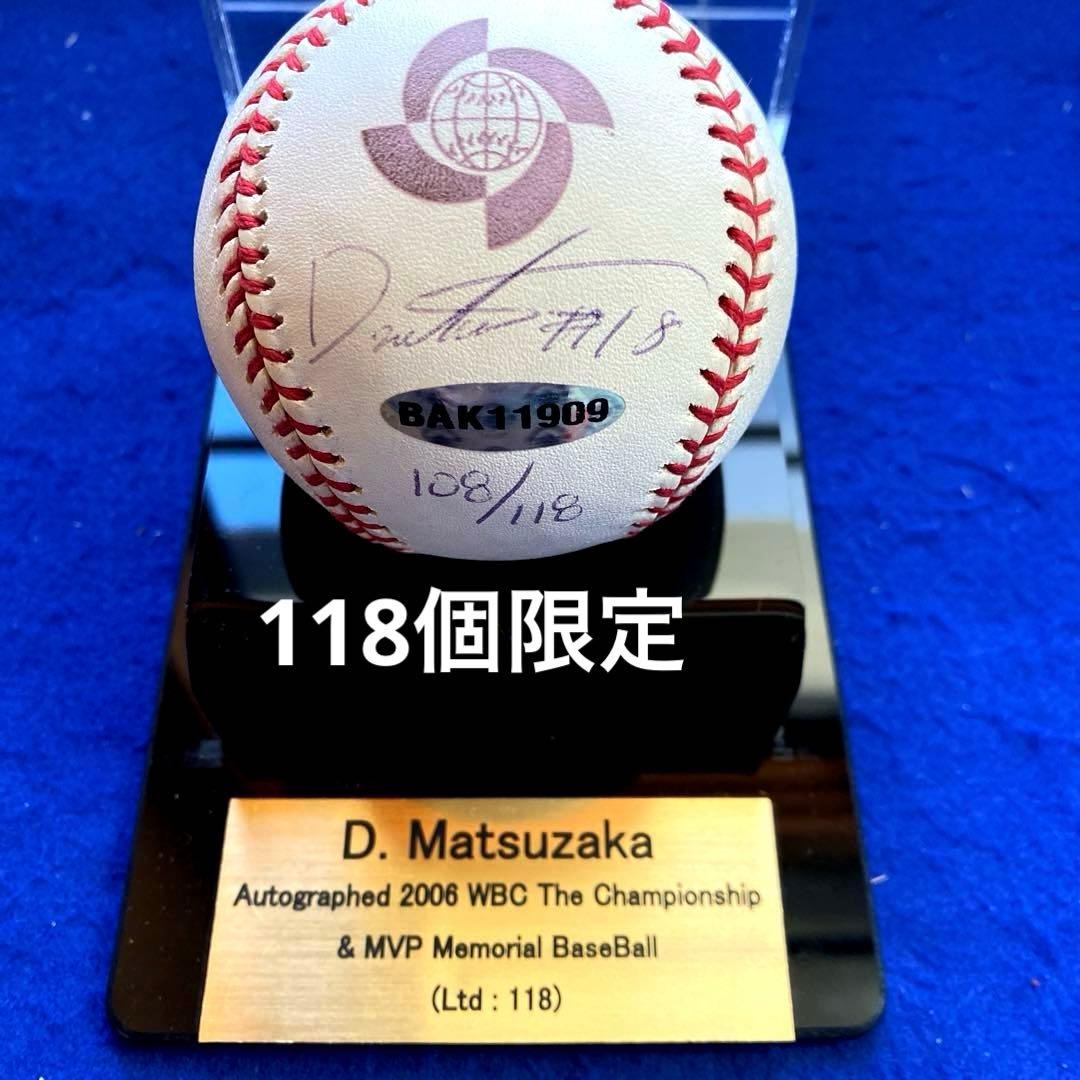 #18
BAK11909
108/118
118個限定
D. Matsuzaka
Autographed 2006 WBC The Championship
& MVP Memorial BaseBall
(Ltd : 118)